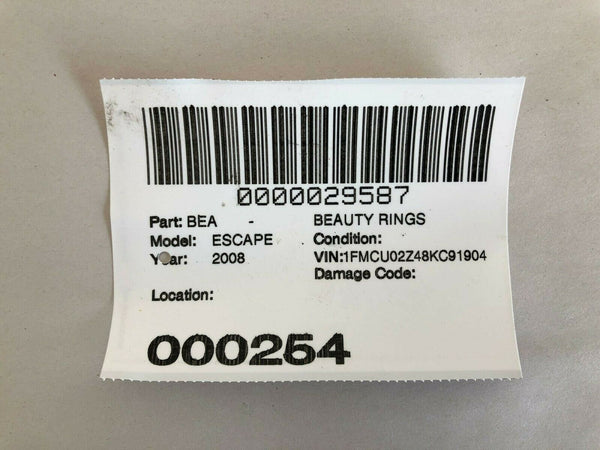 0000029587
Part: BEA - BEAUTY RINGS
Model: ESCAPE Condition:
Year: 2008 VIN:1FMCU02Z48KC91904
Damage Code:
Location:
000254